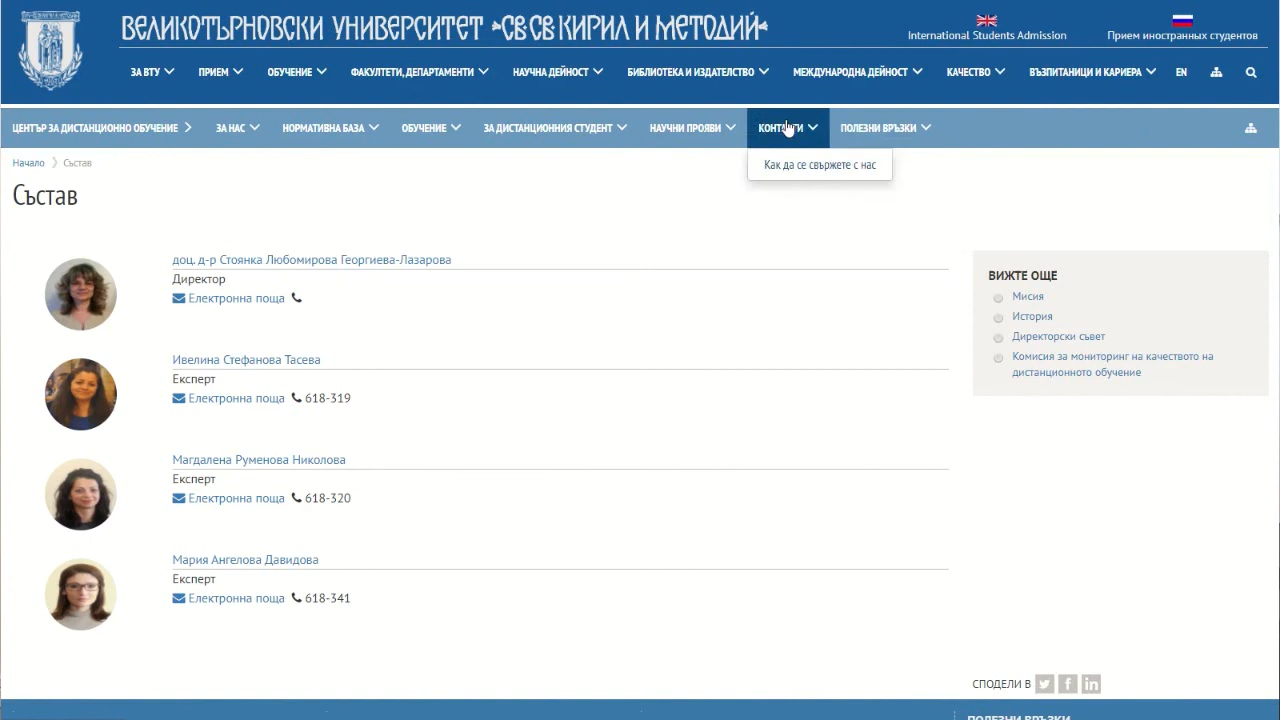 ВЕЛИКОТЪРНОВСКИ УНИВЕРСИТЕТ «СВ СВ КИРИЛ И МЕТОДИЙ»
International Students Admission
Прием иностранных студентов
ЗА ВТУ ПРИЕМ ОБУЧЕНИЕ ФАКУЛТЕТИ, ДЕПАРТАМЕНТИ НАУЧНА ДЕЙНОСТ БИБЛИОТЕКА И ИЗДАТЕЛСТВО МЕЖДУНАРОДНА ДЕЙНОСТ КАЧЕСТВО ВЪЗПИТАНИЦИ И КАРИЕРА EN
ЦЕНТЪР ЗА ДИСТАНЦИОННО ОБУЧЕНИЕ ЗА НАС НОРМАТИВНА БАЗА ОБУЧЕНИЕ ЗА ДИСТАНЦИОННИЯ СТУДЕНТ НАУЧНИ ПРОЯВИ ПОЛЕЗНИ ВРЪЗКИ
Как да се свържете с нас
Начало Състав
Състав
доц. д-р Стоянка Любомирова Георгиева-Лазарова
Директор
Електронна поща
Ивелина Стефанова Тасева
Експерт
Електронна поща 618-319
Магдалена Руменова Николова
Експерт
Електронна поща 618-320
Мария Ангелова Давидова
Експерт
Електронна поща 618-341
ВИЖТЕ ОЩЕ
Мисия
История
Директорски съвет
Комисия за мониторинг на качеството на
дистанционното обучение
СПОДЕЛИ В
ПОЛЕЗНИ ВРЪЗКИ